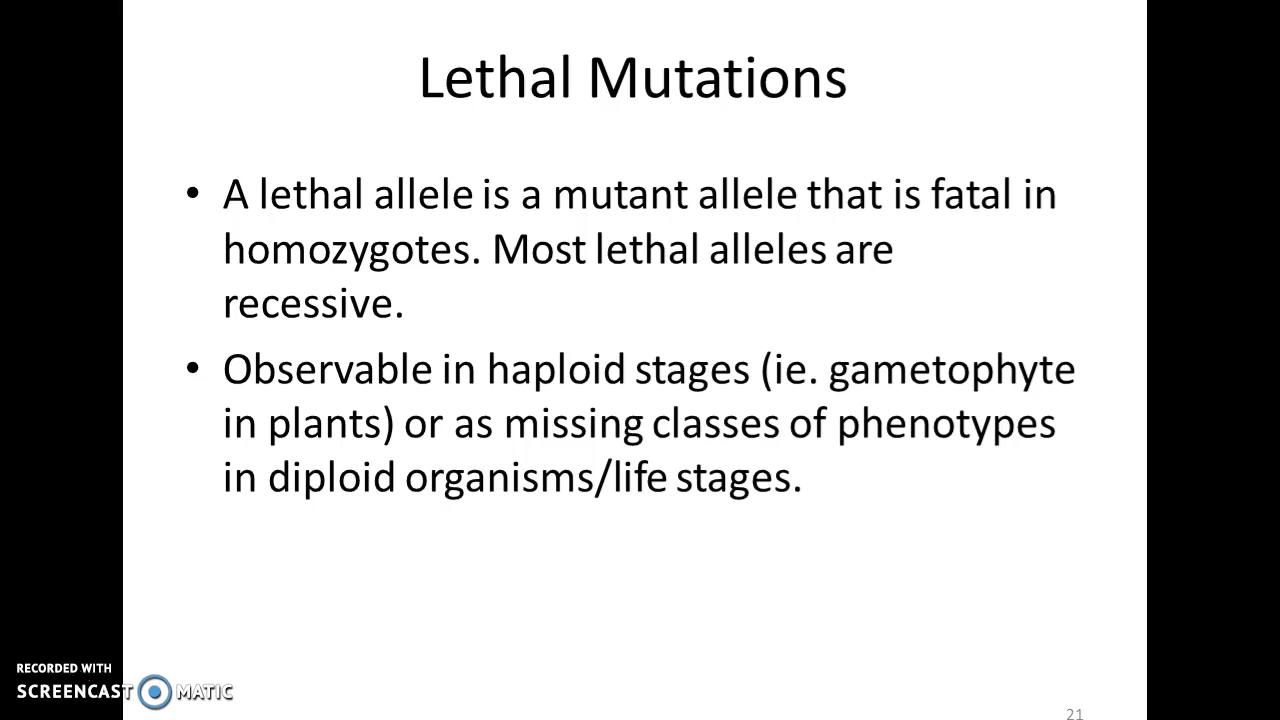 Lethal Mutations
• A lethal allele is a mutant allele that is fatal in
homozygotes. Most lethal alleles are
recessive.
• Observable in haploid stages (ie. gametophyte
in plants) or as missing classes of phenotypes
in diploid organisms/life stages.
RECORDED WITH
SCREENCAST MATIC
21